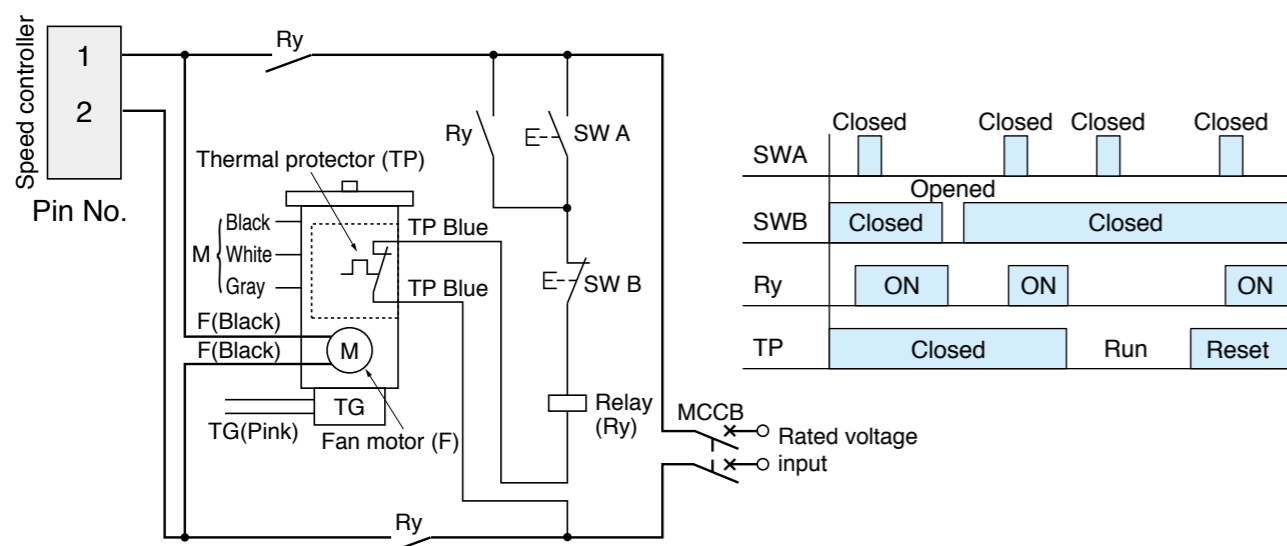 Speed controller
1
2
Pin No.
Ry
Ry
E
SW A
Thermal protector (TP)
Black
M
White
Gray
TP Blue
TP Blue
E
SW B
F(Black)
F(Black)
M
TG
TG(Pink)
Fan motor (F)
Relay
(Ry)
MCCB
Rated voltage
input
Ry
Closed Closed Closed Closed
SWA
Opened
SWB Closed Closed
Ry ON ON ON
TP Closed Run Reset